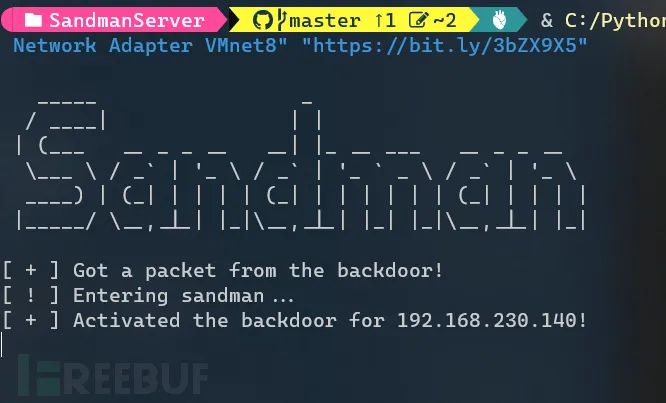 SandmanServer master ↑1 ~2 & C:/Python
Network Adapter VMnet8" "https://bit.ly/3bZX9X5"
Sandman
[ + ] Got a packet from the backdoor!
[ ! ] Entering sandman ...
[ + ] Activated the backdoor for 192.168.230.140!
FREEBUF